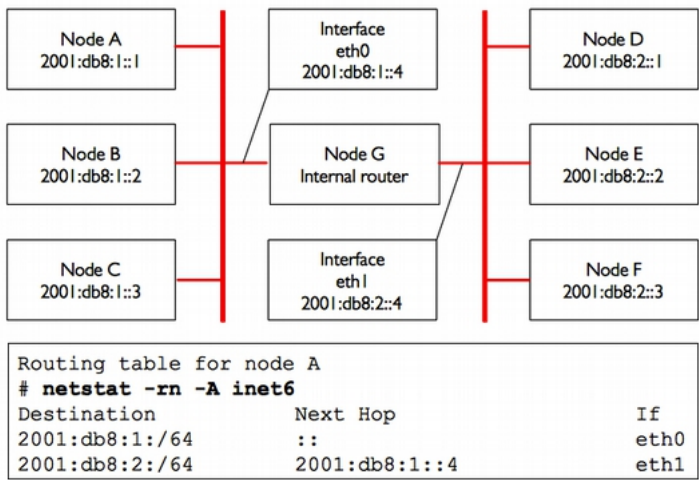 Node A
2001:db8:1::1
Interface
eth0
2001:db8:1::4
Node D
2001:db8:2::1
Node B
2001:db8:1::2
Node G
Internal router
Node E
2001:db8:2::2
Node C
2001:db8:1::3
Interface
eth1
2001:db8:2::4
Node F
2001:db8:2::3
Routing table for node A
# netstat -rn -A inet6
Destination Next Hop If
2001:db8:1:/64 :: eth0
2001:db8:2:/64 2001:db8:1::4 eth1